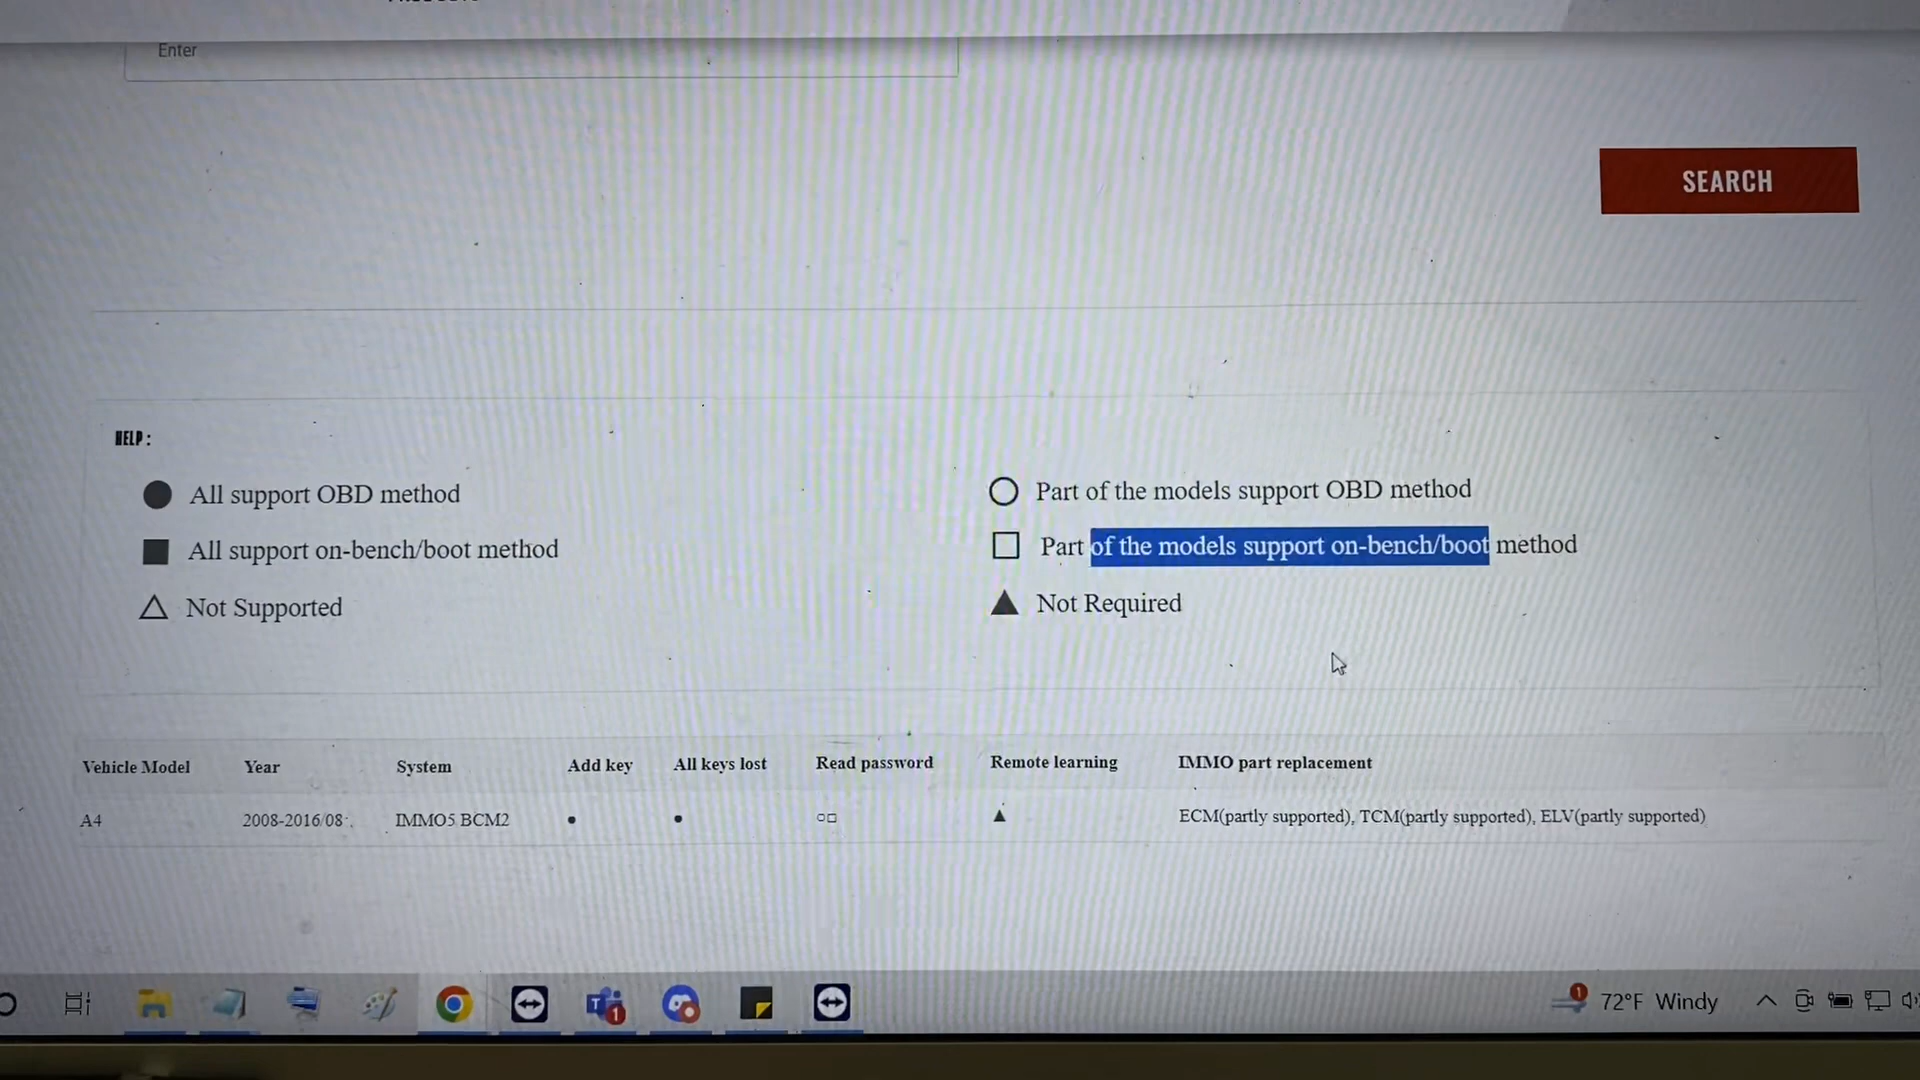 Enter
SEARCH
HELP :
● All support OBD method
○ Part of the models support OBD method
■ All support on-bench/boot method
□ Part of the models support on-bench/boot method
△ Not Supported
▲ Not Required
Vehicle Model Year System Add key All keys lost Read password Remote learning IMMO part replacement
A4 2008-2016/08 IMMO5 BCM2 ● ● ○□ ▲ ECM(partly supported), TCM(partly supported), ELV(partly supported)
1 1 72°F Windy